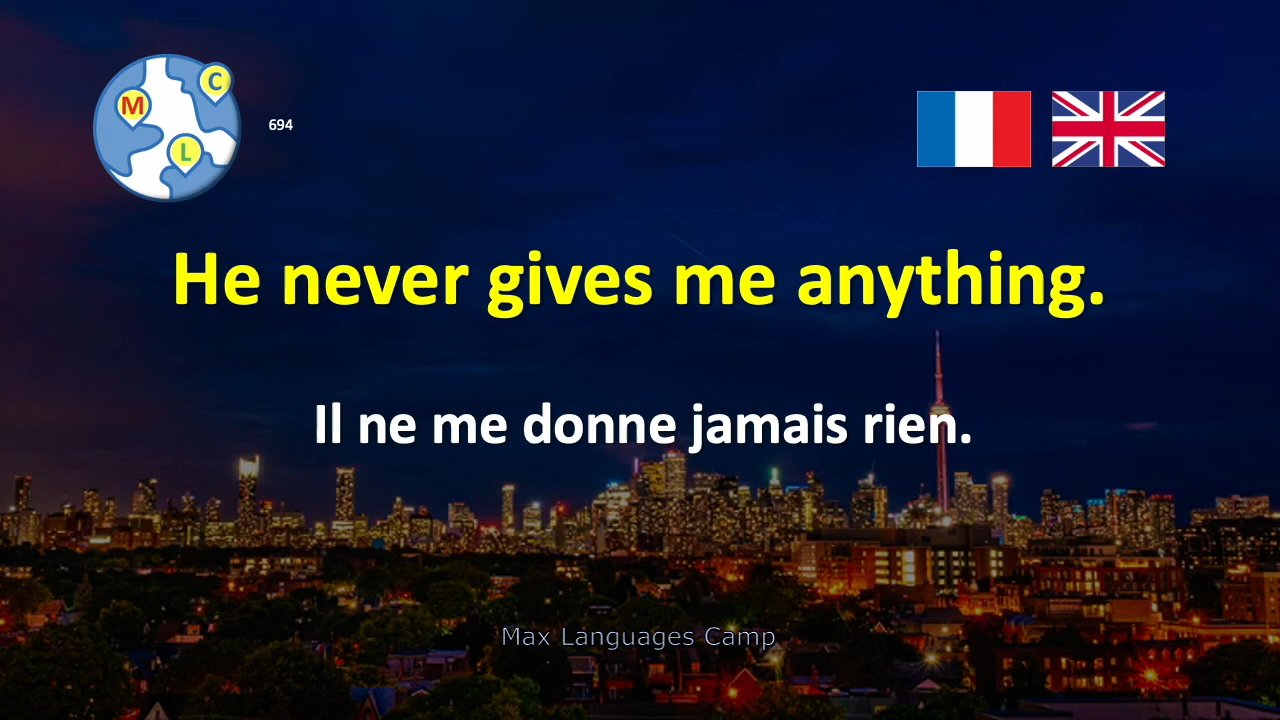 M
C
L
694
He never gives me anything.
Il ne me donne jamais rien.
Max Languages Camp